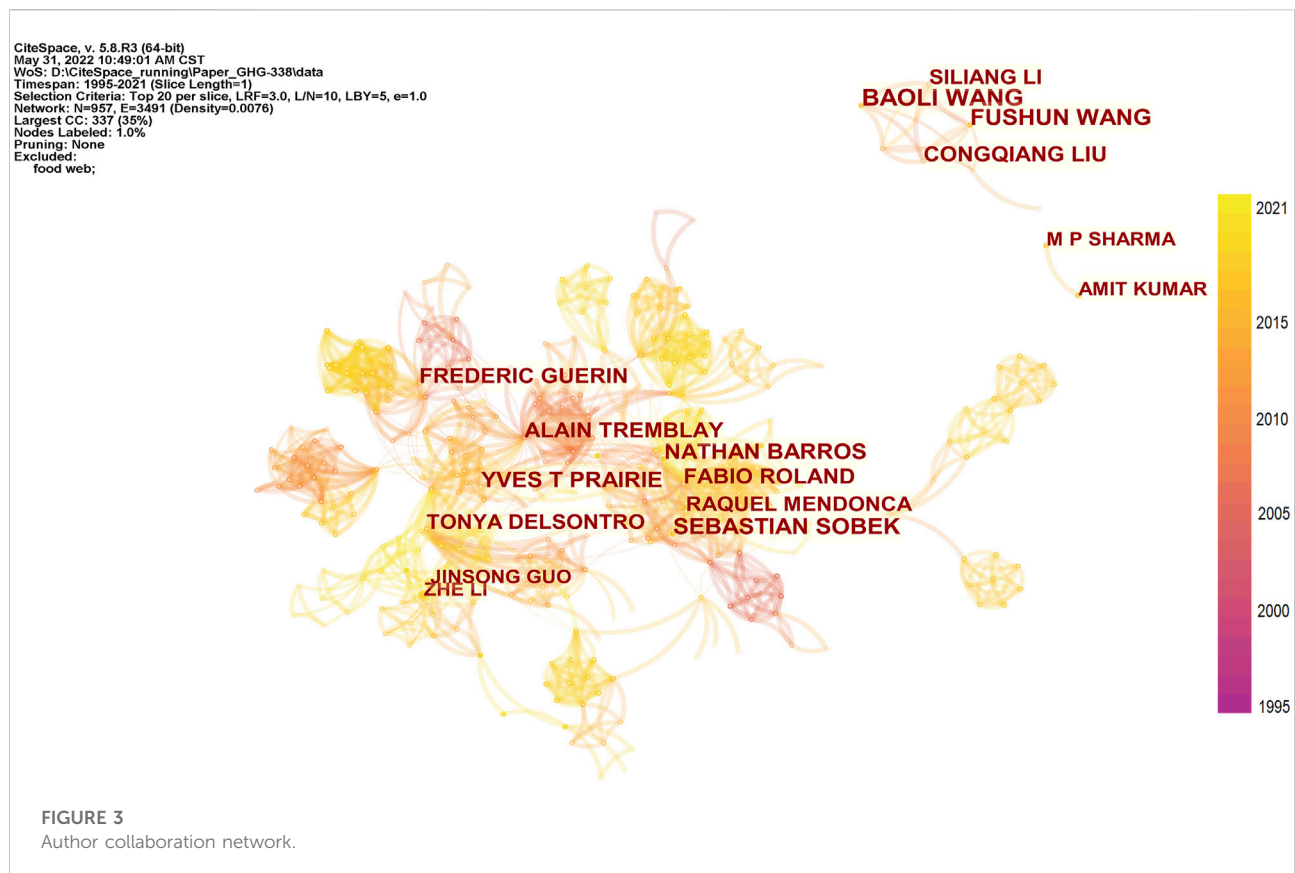 CiteSpace, v. 5.8.R3 (64-bit)
May 31, 2022 10:49:01 AM CST
WoS: D:\CiteSpace_running\Paper_GHG-338\data
Timespan: 1995-2021 (Slice Length=1)
Selection Criteria: Top 20 per slice, LRF=3.0, L/N=10, LBY=5, e=1.0
Network: N=957, E=3491 (Density=0.0076)
Largest CC: 337 (35%)
Nodes Labeled: 1.0%
Pruning: None
Excluded:
food web;
SILIANG LI
BAOLI WANG
FUSHUN WANG
CONGQIANG LIU
M P SHARMA
AMIT KUMAR
FREDERIC GUERIN
ALAIN TREMBLAY
NATHAN BARROS
FABIO ROLAND
YVES T PRAIRIE
RAQUEL MENDONCA
TONYA DELSONTRO
SEBASTIAN SOBEK
JINSONG GUO
ZHE LI
2021
2015
2010
2005
2000
1995
FIGURE 3
Author collaboration network.